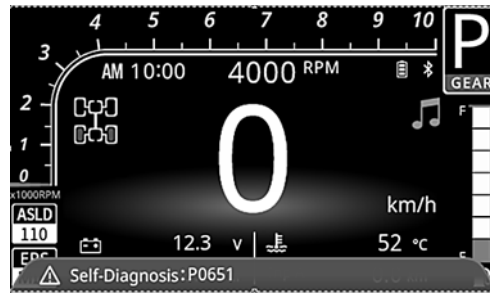 4 5 6 7 8 9 10
3
P
AM 10:00 4000 RPM
GEAR
2
F
1
0
x1000RPM
0
km/h
ASLD
110
12.3 v 52 °C
EPS
Self-Diagnosis:P0651